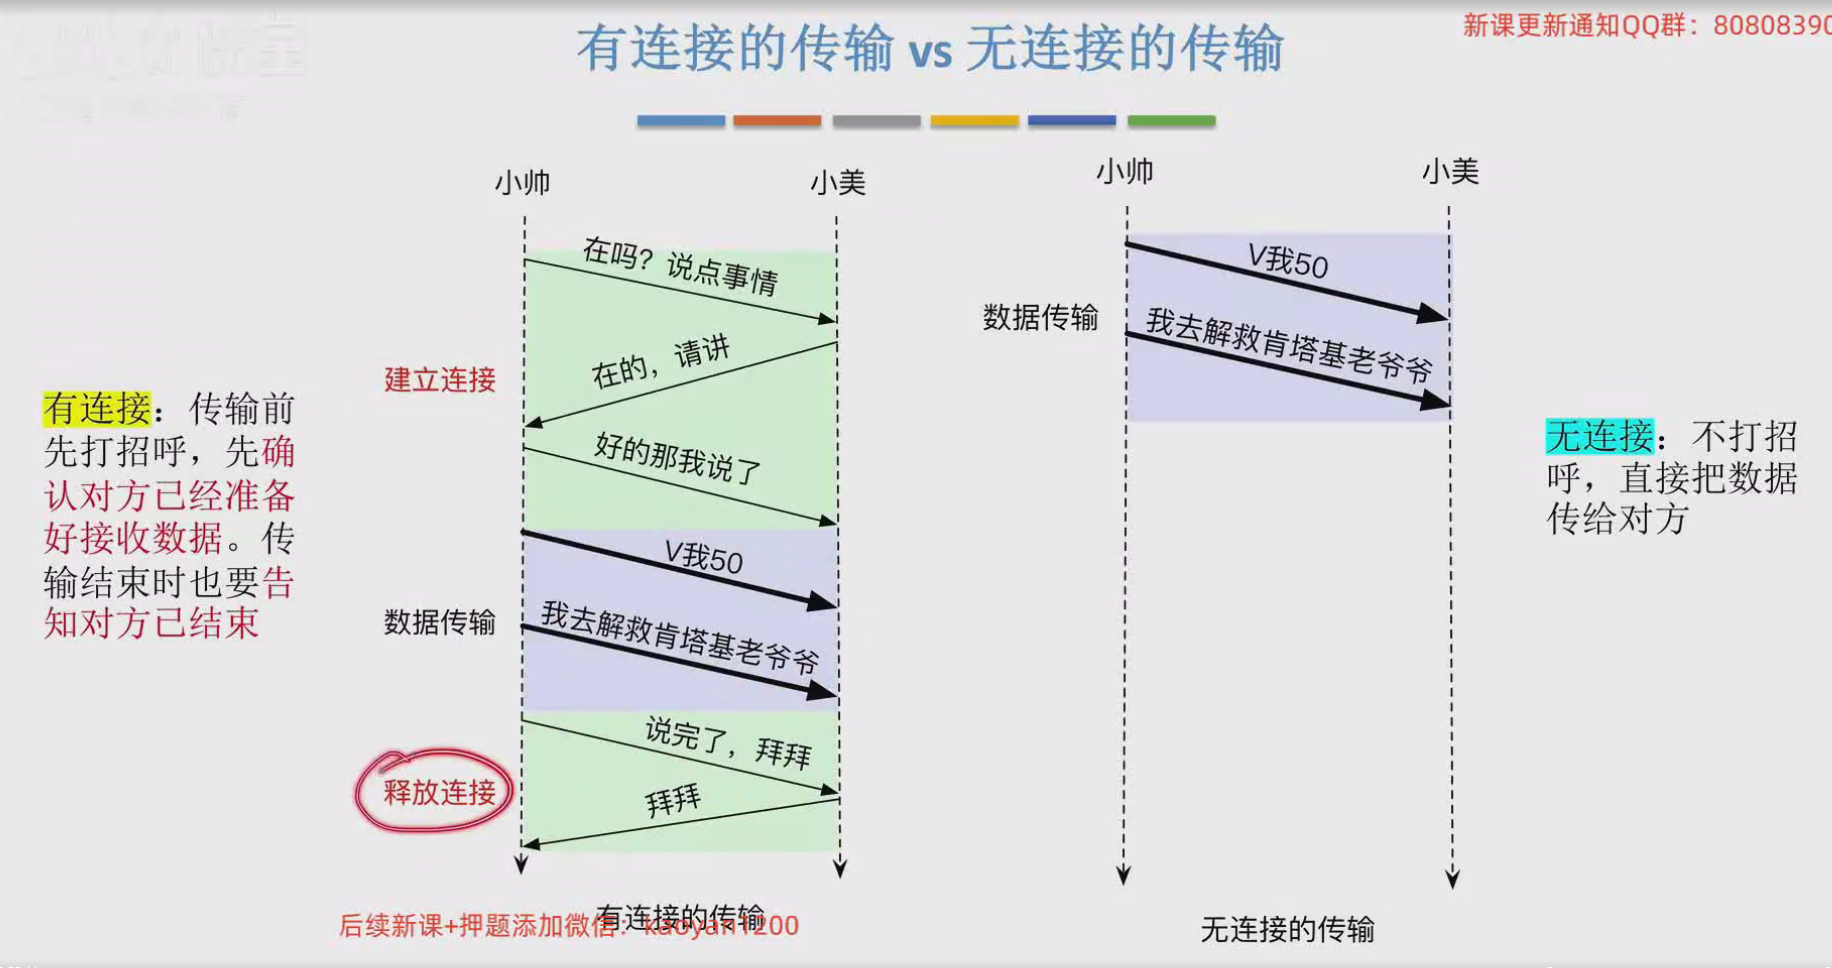 新课更新通知QQ群：80808390
有连接的传输 vs 无连接的传输
小帅
小美
在吗？说点事情
建立连接
在的，请讲
好的那我说了
V我50
数据传输
我去解救肯塔基老爷爷
说完了，拜拜
释放连接
拜拜
有连接的传输
有连接：传输前
先打招呼，先确
认对方已经准备
好接收数据。传
输结束时也要告
知对方已结束
小帅
小美
V我50
数据传输
我去解救肯塔基老爷爷
无连接的传输
无连接：不打招
呼，直接把数据
传给对方
后续新课+押题添加微信：kaoyan1200